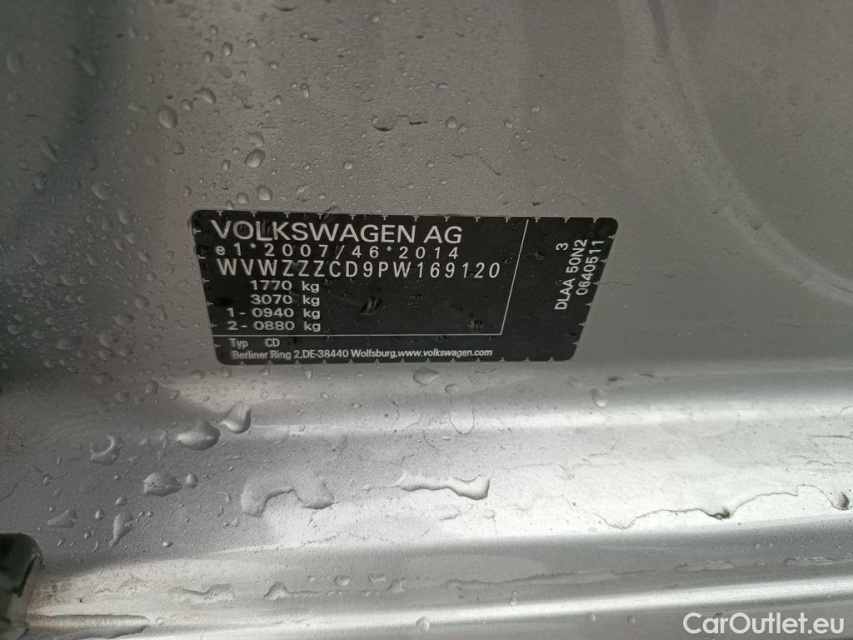 VOLKSWAGEN AG
e1*2007/46*2014
WVWZZZCD9PW169120
1770 kg
3070 kg
1- 0940 kg
2- 0880 kg
Typ CD
Berliner Ring 2,DE-38440 Wolfsburg.www.volkswagen.com
3
DLAA 50N2
0640511
CarOutlet.eu